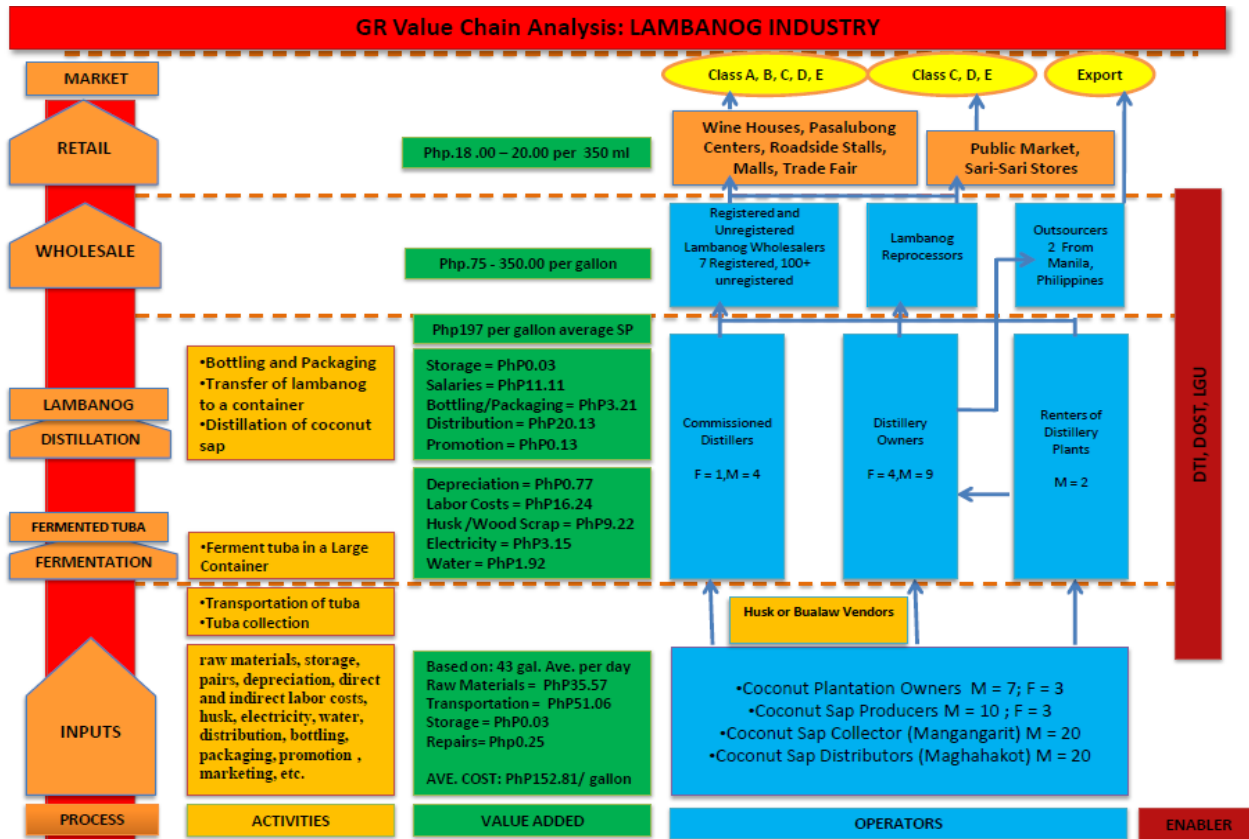 GR Value Chain Analysis: LAMBANOG INDUSTRY
MARKET
Class A, B, C, D, E
Class C, D, E
Export
RETAIL
Php.18 .00 – 20.00 per 350 ml
Wine Houses, Pasalubong
Centers, Roadside Stalls,
Malls, Trade Fair
Public Market,
Sari-Sari Stores
WHOLESALE
Php.75 - 350.00 per gallon
Registered and
Unregistered
Lambanog Wholesalers
7 Registered, 100+
unregistered
Lambanog
Reprocessors
Outsourcers
2 From
Manila,
Philippines
Php197 per gallon average SP
LAMBANOG
DISTILLATION
•Bottling and Packaging
•Transfer of lambanog
to a container
•Distillation of coconut
sap
Storage = PhP0.03
Salaries = PhP11.11
Bottling/Packaging = PhP3.21
Distribution = PhP20.13
Promotion = PhP0.13
Commissioned
Distillers
F = 1,M = 4
Distillery
Owners
F = 4,M = 9
Renters of
Distillery
Plants
M = 2
DTI, DOST, LGU
FERMENTED TUBA
FERMENTATION
•Ferment tuba in a Large
Container
Depreciation = PhP0.77
Labor Costs = PhP16.24
Husk /Wood Scrap = PhP9.22
Electricity = PhP3.15
Water = PhP1.92
•Transportation of tuba
•Tuba collection
Husk or Bualaw Vendors
INPUTS
raw materials, storage,
pairs, depreciation, direct
and indirect labor costs,
husk, electricity, water,
distribution, bottling,
packaging, promotion ,
marketing, etc.
Based on: 43 gal. Ave. per day
Raw Materials = PhP35.57
Transportation = PhP51.06
Storage = PhP0.03
Repairs= Php0.25
AVE. COST: PhP152.81/ gallon
•Coconut Plantation Owners M = 7; F = 3
•Coconut Sap Producers M = 10 ; F = 3
•Coconut Sap Collector (Mangangarit) M = 20
•Coconut Sap Distributors (Maghahakot) M = 20
PROCESS
ACTIVITIES
VALUE ADDED
OPERATORS
ENABLER